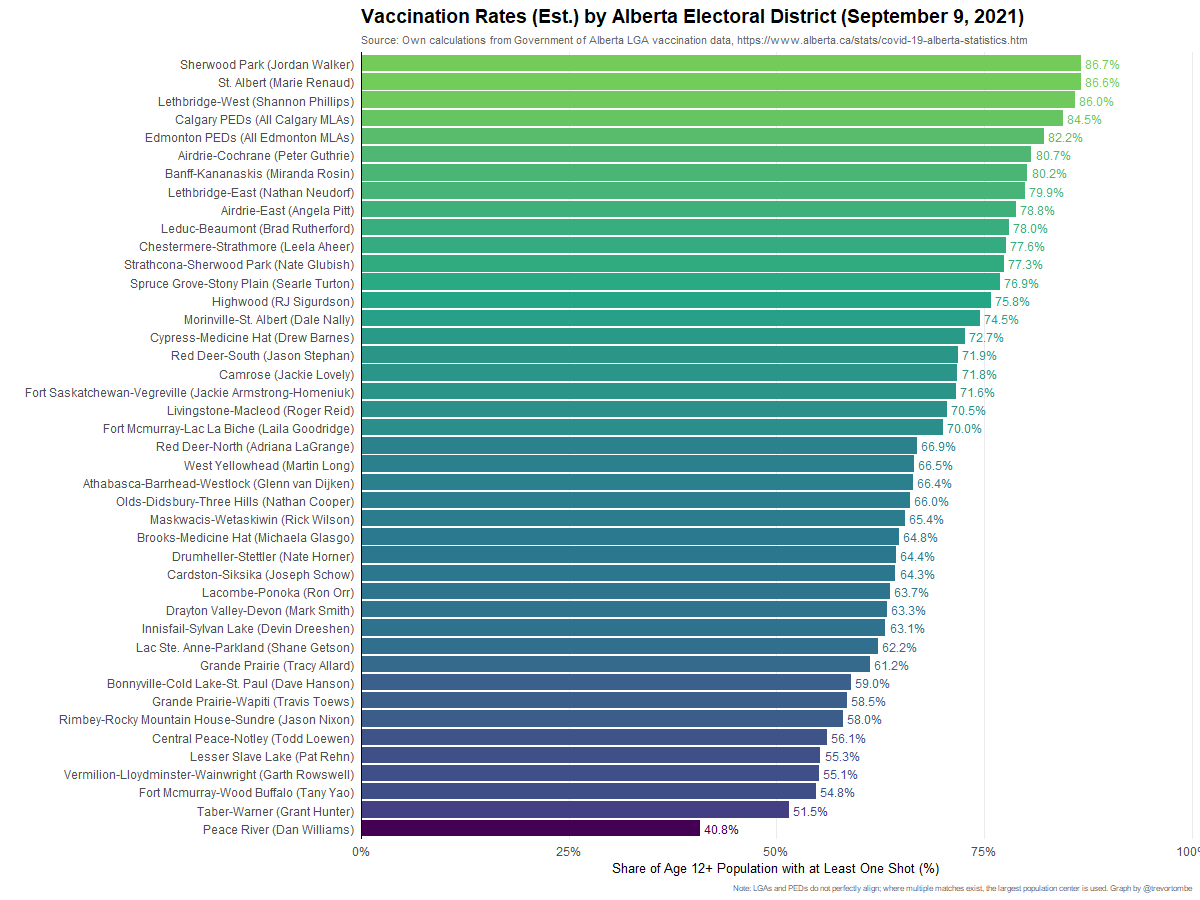 Vaccination Rates (Est.) by Alberta Electoral District (September 9, 2021)
Source: Own calculations from Government of Alberta LGA vaccination data, https://www.alberta.ca/stats/covid-19-alberta-statistics.htm
Sherwood Park (Jordan Walker) 86.7%
St. Albert (Marie Renaud) 86.6%
Lethbridge-West (Shannon Phillips) 86.0%
Calgary PEDs (All Calgary MLAs) 84.5%
Edmonton PEDs (All Edmonton MLAs) 82.2%
Airdrie-Cochrane (Peter Guthrie) 80.7%
Banff-Kananaskis (Miranda Rosin) 80.2%
Lethbridge-East (Nathan Neudorf) 79.9%
Airdrie-East (Angela Pitt) 78.8%
Leduc-Beaumont (Brad Rutherford) 78.0%
Chestermere-Strathmore (Leela Aheer) 77.6%
Strathcona-Sherwood Park (Nate Glubish) 77.3%
Spruce Grove-Stony Plain (Searle Turton) 76.9%
Highwood (RJ Sigurdson) 75.8%
Morinville-St. Albert (Dale Nally) 74.5%
Cypress-Medicine Hat (Drew Barnes) 72.7%
Red Deer-South (Jason Stephan) 71.9%
Camrose (Jackie Lovely) 71.8%
Fort Saskatchewan-Vegreville (Jackie Armstrong-Homeniuk) 71.6%
Livingstone-Macleod (Roger Reid) 70.5%
Fort Mcmurray-Lac La Biche (Laila Goodridge) 70.0%
Red Deer-North (Adriana LaGrange) 66.9%
West Yellowhead (Martin Long) 66.5%
Athabasca-Barrhead-Westlock (Glenn van Dijken) 66.4%
Olds-Didsbury-Three Hills (Nathan Cooper) 66.0%
Maskwacis-Wetaskiwin (Rick Wilson) 65.4%
Brooks-Medicine Hat (Michaela Glasgo) 64.8%
Drumheller-Stettler (Nate Horner) 64.4%
Cardston-Siksika (Joseph Schow) 64.3%
Lacombe-Ponoka (Ron Orr) 63.7%
Drayton Valley-Devon (Mark Smith) 63.3%
Innisfail-Sylvan Lake (Devin Dreeshen) 63.1%
Lac Ste. Anne-Parkland (Shane Getson) 62.2%
Grande Prairie (Tracy Allard) 61.2%
Bonnyville-Cold Lake-St. Paul (Dave Hanson) 59.0%
Grande Prairie-Wapiti (Travis Toews) 58.5%
Rimbey-Rocky Mountain House-Sundre (Jason Nixon) 58.0%
Central Peace-Notley (Todd Loewen) 56.1%
Lesser Slave Lake (Pat Rehn) 55.3%
Vermilion-Lloydminster-Wainwright (Garth Rowswell) 55.1%
Fort Mcmurray-Wood Buffalo (Tany Yao) 54.8%
Taber-Warner (Grant Hunter) 51.5%
Peace River (Dan Williams) 40.8%
0% 25% 50% 75% 100%
Share of Age 12+ Population with at Least One Shot (%)
Note: LGAs and PEDs do not perfectly align; where multiple matches exist, the largest population center is used. Graph by @trevortombe